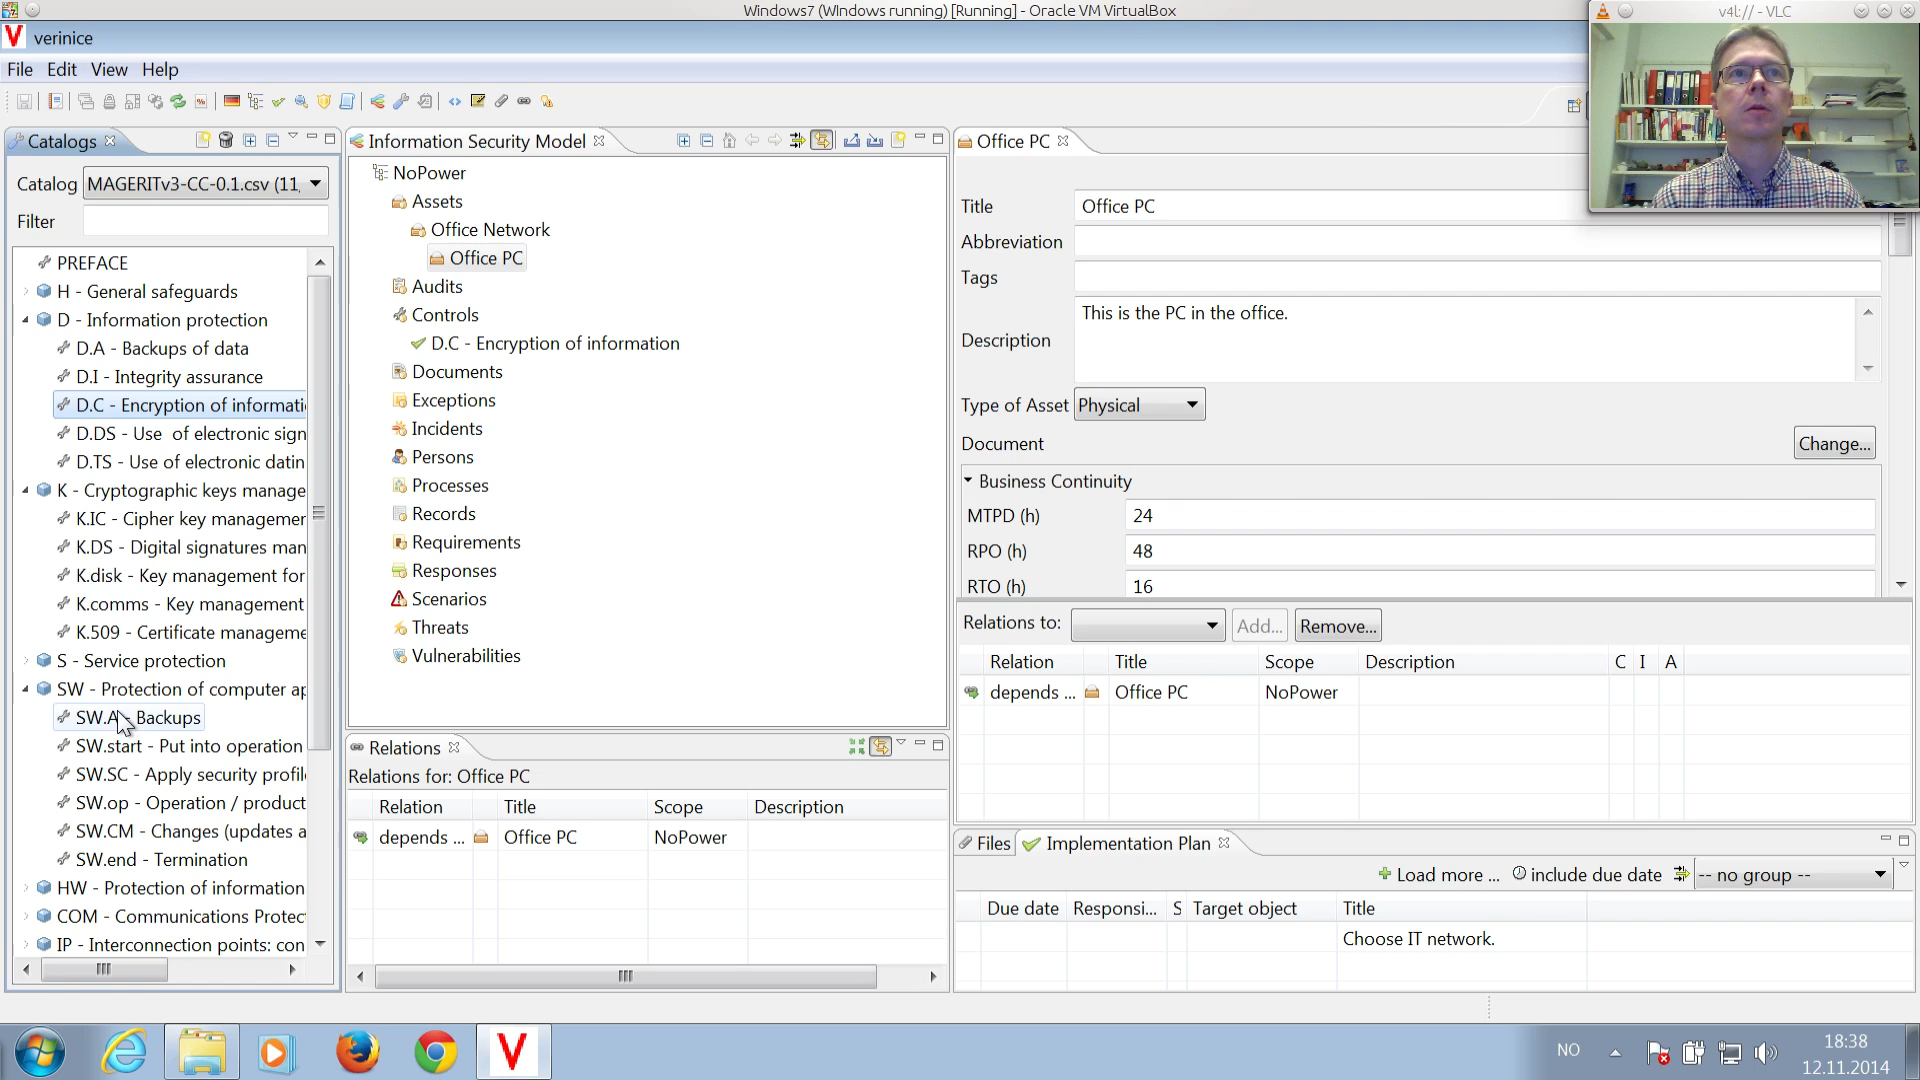 Windows7 (Windows running) [Running] - Oracle VM VirtualBox
v4l:// - VLC
verinice
File Edit View Help
Catalogs
Catalog MAGERITv3-CC-0.1.csv (11,
Filter
PREFACE
H - General safeguards
D - Information protection
D.A - Backups of data
D.I - Integrity assurance
D.C - Encryption of informati
D.DS - Use of electronic sign
D.TS - Use of electronic datin
K - Cryptographic keys manage
K.IC - Cipher key managemer
K.DS - Digital signatures man
K.disk - Key management for
K.comms - Key management
K.509 - Certificate manageme
S - Service protection
SW - Protection of computer ap
SW.A - Backups
SW.start - Put into operation
SW.SC - Apply security profile
SW.op - Operation / product
SW.CM - Changes (updates a
SW.end - Termination
HW - Protection of information
COM - Communications Protec
IP - Interconnection points: con
Information Security Model
NoPower
Assets
Office Network
Office PC
Audits
Controls
D.C - Encryption of information
Documents
Exceptions
Incidents
Persons
Processes
Records
Requirements
Responses
Scenarios
Threats
Vulnerabilities
Relations
Relations for: Office PC
Relation Title Scope Description
depends ... Office PC NoPower
Office PC
Title Office PC
Abbreviation
Tags
Description This is the PC in the office.
Type of Asset Physical
Document Change...
Business Continuity
MTPD (h) 24
RPO (h) 48
RTO (h) 16
Relations to: Add... Remove...
Relation Title Scope Description C I A
depends ... Office PC NoPower
Files Implementation Plan
Load more ... include due date -- no group --
Due date Responsi... S Target object Title
Choose IT network.
NO
18:38
12.11.2014